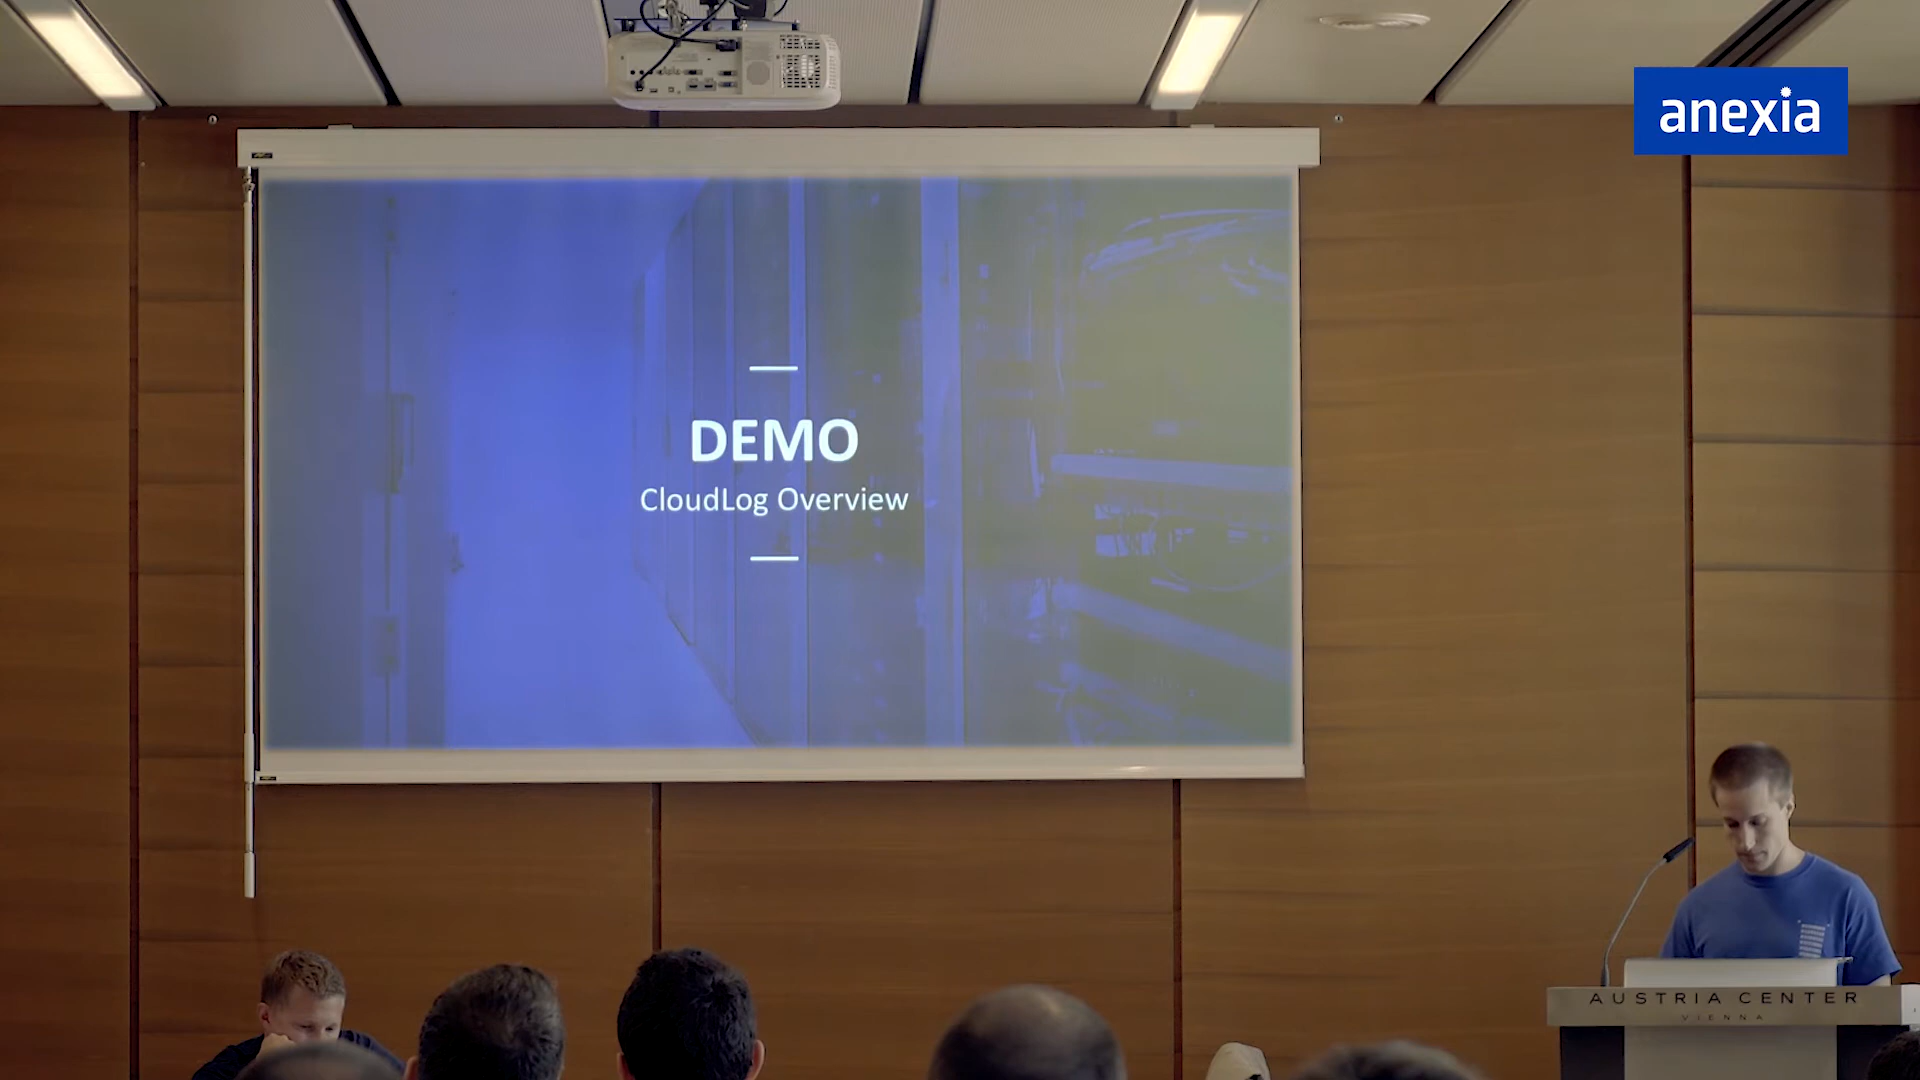 anexia
DEMO
CloudLog Overview
AUSTRIA CENTER
VIENNA